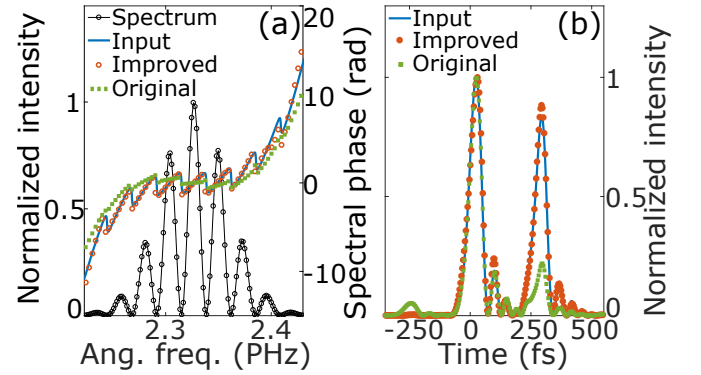 Spectrum
Input
Improved
Original
(a)
Normalized intensity
1
0.5
0
2.3
2.4
Ang. freq. (PHz)
20
10
0
−10
Spectral phase (rad)
Input
Improved
Original
(b)
-250
0
250
500
Time (fs)
1
0.5
0
Normalized intensity